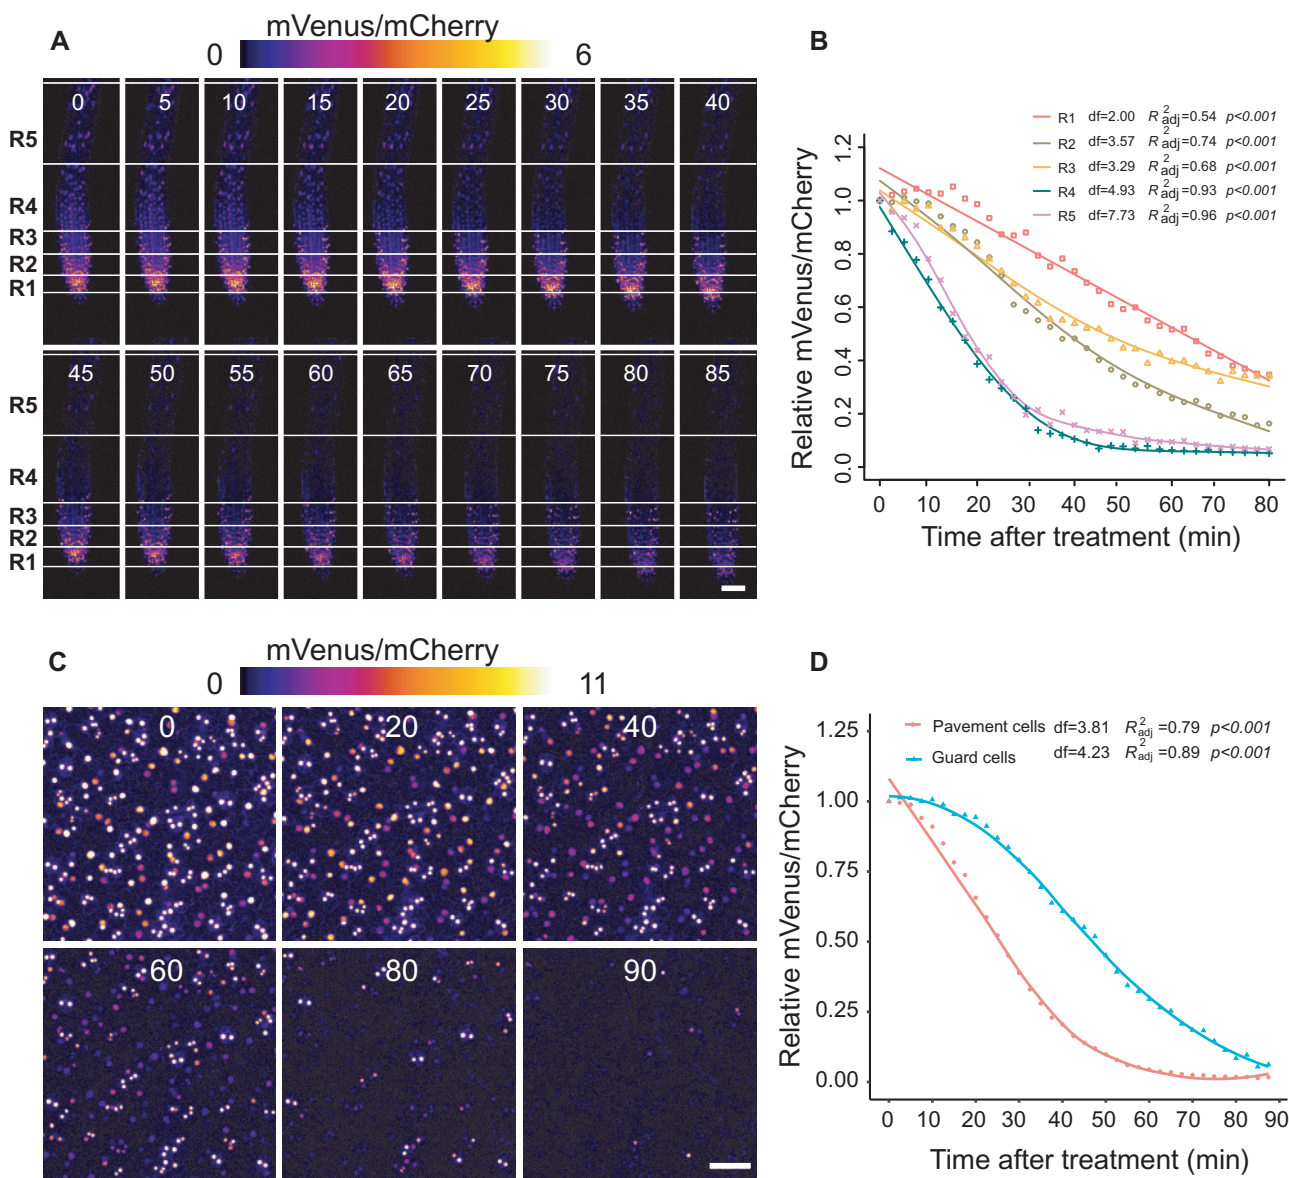 A
mVenus/mCherry
0 6
0 5 10 15 20 25 30 35 40
R5
R4
R3
R2
R1
45 50 55 60 65 70 75 80 85
R5
R4
R3
R2
R1
B
R1 df=2.00 R²adj=0.54 p<0.001
R2 df=3.57 R²adj=0.74 p<0.001
R3 df=3.29 R²adj=0.68 p<0.001
R4 df=4.93 R²adj=0.93 p<0.001
R5 df=7.73 R²adj=0.96 p<0.001
Relative mVenus/mCherry
1.2
1.0
0.8
0.6
0.4
0.2
0.0
0 10 20 30 40 50 60 70 80
Time after treatment (min)
C
mVenus/mCherry
0 11
0 20 40
60 80 90
D
Pavement cells df=3.81 R²adj=0.79 p<0.001
Guard cells df=4.23 R²adj=0.89 p<0.001
Relative mVenus/mCherry
1.25
1.00
0.75
0.50
0.25
0.00
0 10 20 30 40 50 60 70 80 90
Time after treatment (min)